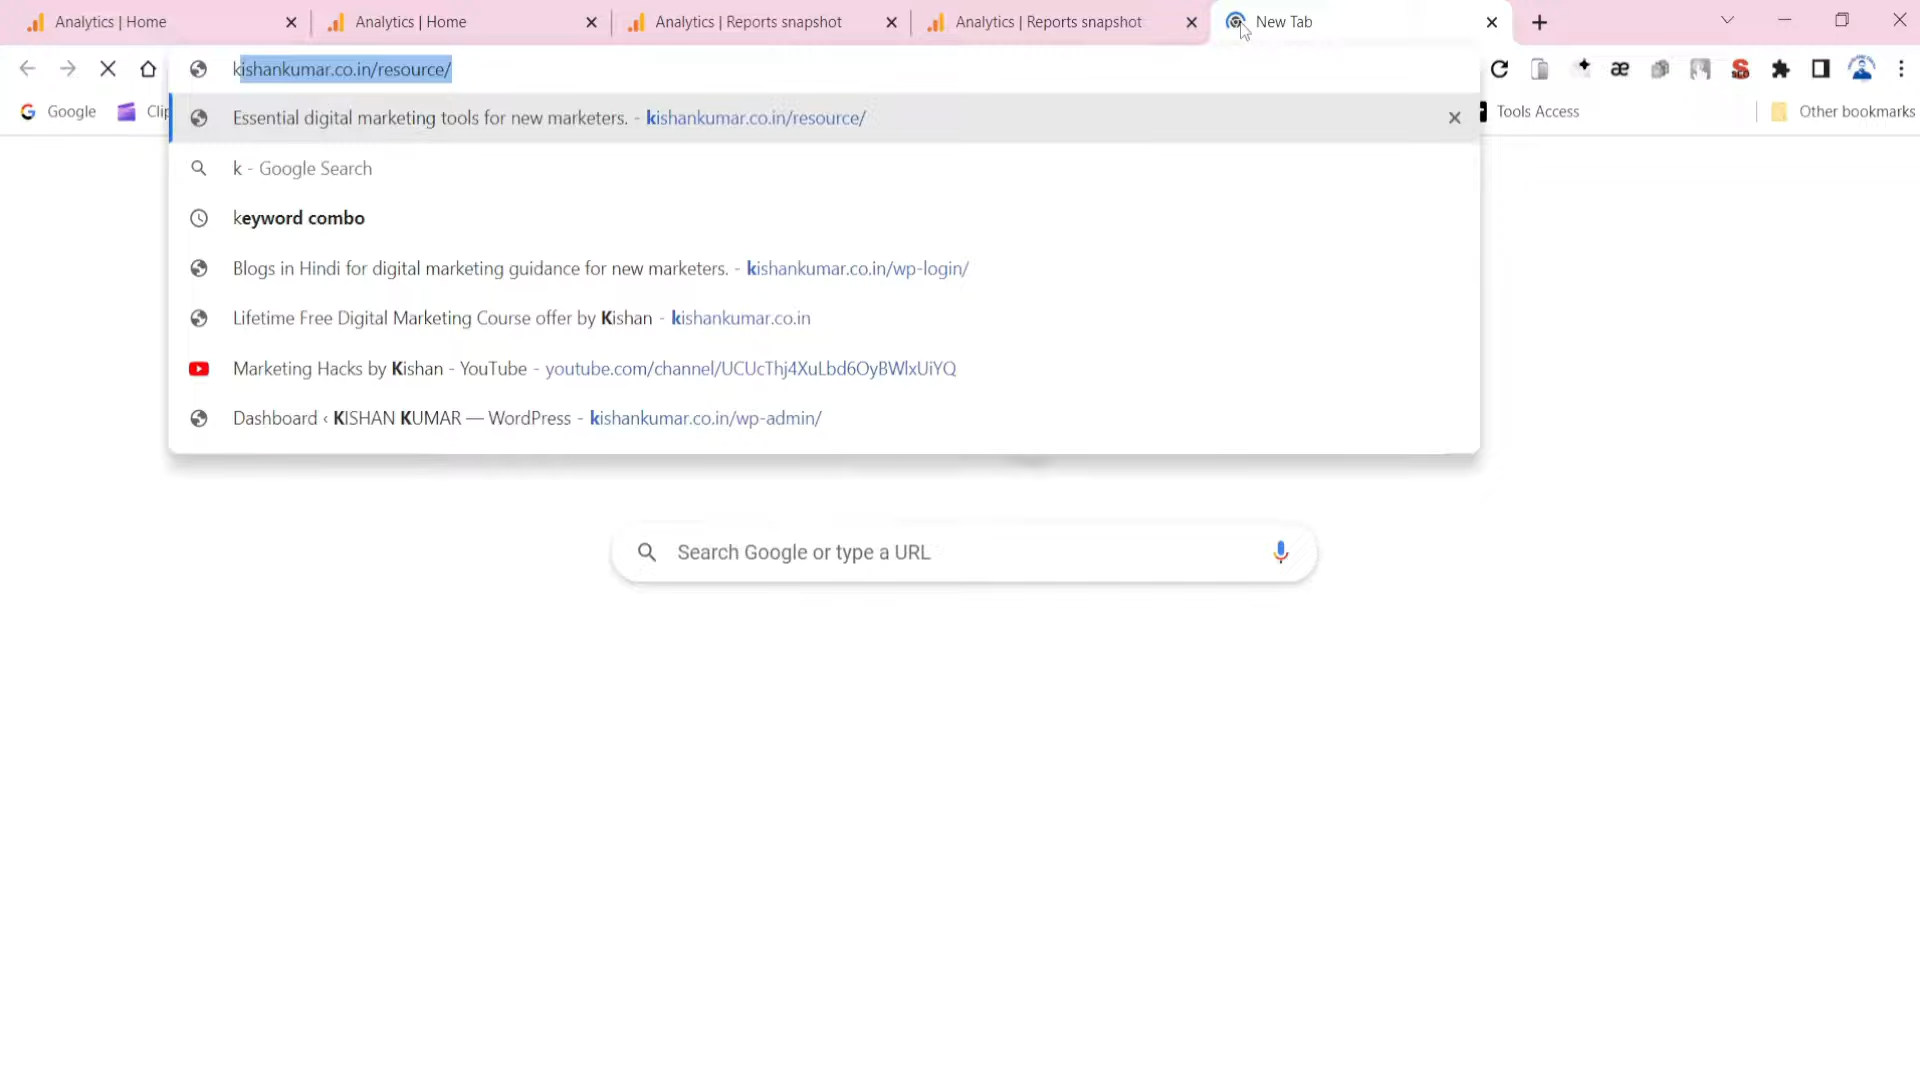 Analytics | Home
Analytics | Home
Analytics | Reports snapshot
Analytics | Reports snapshot
New Tab
kishankumar.co.in/resource/
Google
Clip
Tools Access
Other bookmarks
Essential digital marketing tools for new marketers. - kishankumar.co.in/resource/
k - Google Search
keyword combo
Blogs in Hindi for digital marketing guidance for new marketers. - kishankumar.co.in/wp-login/
Lifetime Free Digital Marketing Course offer by Kishan - kishankumar.co.in
Marketing Hacks by Kishan - YouTube - youtube.com/channel/UCUcThj4XuLbd6OyBWlxUiYQ
Dashboard ‹ KISHAN KUMAR — WordPress - kishankumar.co.in/wp-admin/
Search Google or type a URL